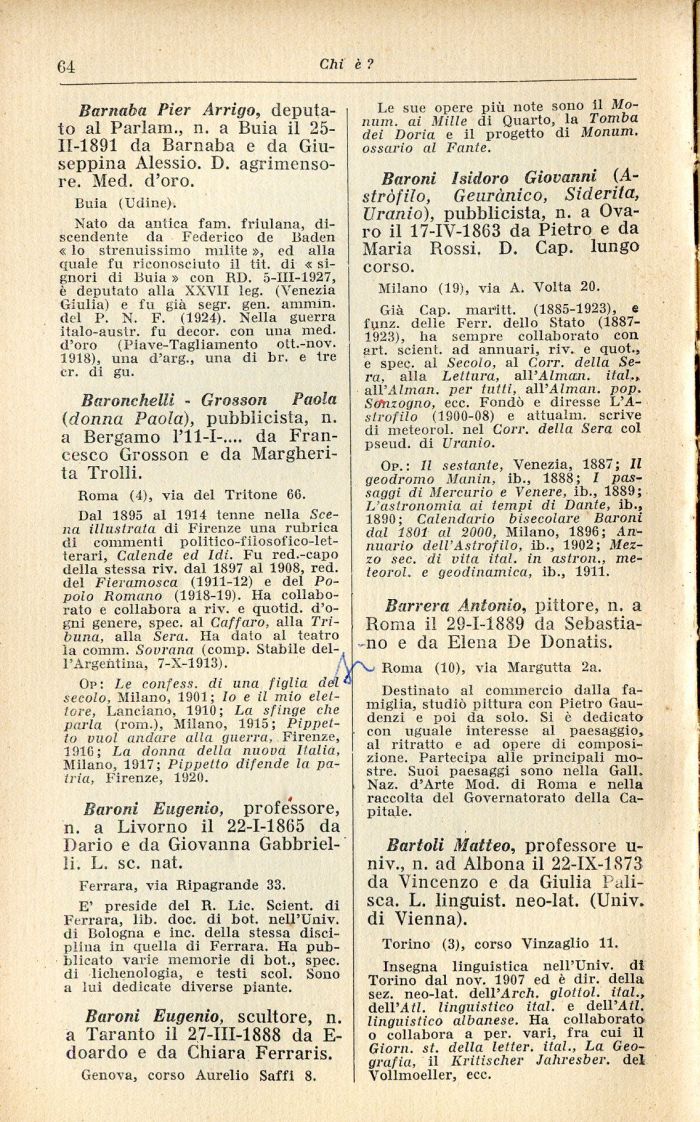 64
Chi è ?
Barnaba Pier Arrigo, deputa-
to al Parlam., n. a Buia il 25-
II-1891 da Barnaba e da Giu-
seppina Alessio. D. agrimenso-
re. Med. d'oro.
Buia (Udine).
Nato da antica fam. friulana, di-
scendente da Federico de Baden
« lo strenuissimo milite », ed alla
quale fu riconosciuto il tit. di « si-
gnori di Buia » con RD. 5-III-1927,
è deputato alla XXVII leg. (Venezia
Giulia) e fu già segr. gen. ammin.
del P. N. F. (1924). Nella guerra
italo-austr. fu decor. con una med.
d'oro (Piave-Tagliamento ott.-nov.
1918), una d'arg., una di br. e tre
cr. di gu.
Baronchelli - Grosson Paola
(donna Paola), pubblicista, n.
a Bergamo l'11-I-.... da Fran-
cesco Grosson e da Margheri-
ta Trolli.
Roma (4), via del Tritone 66.
Dal 1895 al 1914 tenne nella Sce-
na illustrata di Firenze una rubrica
di commenti politico-filosofico-let-
terari, Calende ed Idi. Fu red.-capo
della stessa riv. dal 1897 al 1908, red.
del Fieramosca (1911-12) e del Po-
polo Romano (1918-19). Ha collabo-
rato e collabora a riv. e quotid. d'o-
gni genere, spec. al Caffaro, alla Tri-
buna, alla Sera. Ha dato al teatro
la comm. Sovrana (comp. Stabile del-
l'Argentina, 7-X-1913).
Op: Le confess. di una figlia del
secolo, Milano, 1901; Io e il mio elet-
tore, Lanciano, 1910; La sfinge che
parla (rom.), Milano, 1915; Pippet-
to vuol andare alla guerra, Firenze,
1916; La donna della nuova Italia,
Milano, 1917; Pippetto difende la pa-
tria, Firenze, 1920.
Baroni Eugenio, professore,
n. a Livorno il 22-I-1865 da
Dario e da Giovanna Gabbriel-
li. L. sc. nat.
Ferrara, via Ripagrande 33.
E' preside del R. Lic. Scient. di
Ferrara, lib. doc. di bot. nell'Univ.
di Bologna e inc. della stessa disci-
plina in quella di Ferrara. Ha pub-
blicato varie memorie di bot., spec.
di lichenologia, e testi scol. Sono
a lui dedicate diverse piante.
Baroni Eugenio, scultore, n.
a Taranto il 27-III-1888 da E-
doardo e da Chiara Ferraris.
Genova, corso Aurelio Saffi 8.
Le sue opere più note sono il Mo-
num. ai Mille di Quarto, la Tomba
dei Doria e il progetto di Monum.
ossario al Fante.
Baroni Isidoro Giovanni (A-
stròfilo, Geurànico, Siderita,
Uranio), pubblicista, n. a Ova-
ro il 17-IV-1863 da Pietro e da
Maria Rossi. D. Cap. lungo
corso.
Milano (19), via A. Volta 20.
Già Cap. maritt. (1885-1923), e
funz. delle Ferr. dello Stato (1887-
1923), ha sempre collaborato con
art. scient. ad annuari, riv. e quot.,
e spec. al Secolo, al Corr. della Se-
ra, alla Lettura, all'Alman. ital.,
all'Alman. per tutti, all'Alman. pop.
Sonzogno, ecc. Fondò e diresse L'A-
strofilo (1900-08) e attualm. scrive
di meteorol. nel Corr. della Sera col
pseud. di Uranio.
Op.: Il sestante, Venezia, 1887; Il
geodromo Manin, ib., 1888; I pas-
saggi di Mercurio e Venere, ib., 1889;
L'astronomia ai tempi di Dante, ib.,
1890; Calendario bisecolare Baroni
dal 1801 al 2000, Milano, 1896; An-
nuario dell'Astrofilo, ib., 1902; Mez-
zo sec. di vita ital. in astron., me-
teorol. e geodinamica, ib., 1911.
Barrera Antonio, pittore, n. a
Roma il 29-I-1889 da Sebastia-
no e da Elena De Donatis.
Roma (10), via Margutta 2a.
Destinato al commercio dalla fa-
miglia, studiò pittura con Pietro Gau-
denzi e poi da solo. Si è dedicato
con uguale interesse al paesaggio,
al ritratto e ad opere di composi-
zione. Partecipa alle principali mo-
stre. Suoi paesaggi sono nella Gall.
Naz. d'Arte Mod. di Roma e nella
raccolta del Governatorato della Ca-
pitale.
Bartoli Matteo, professore u-
niv., n. ad Albona il 22-IX-1873
da Vincenzo e da Giulia Pali-
sca. L. linguist. neo-lat. (Univ.
di Vienna).
Torino (3), corso Vinzaglio 11.
Insegna linguistica nell'Univ. di
Torino dal nov. 1907 ed è dir. della
sez. neo-lat. dell'Arch. glottol. ital.,
dell'Atl. linguistico ital. e dell'Atl.
linguistico albanese. Ha collaborato
o collabora a per. vari, fra cui il
Giorn. st. della letter. ital., La Geo-
grafia, il Kritischer Jahresber. del
Vollmoeller, ecc.